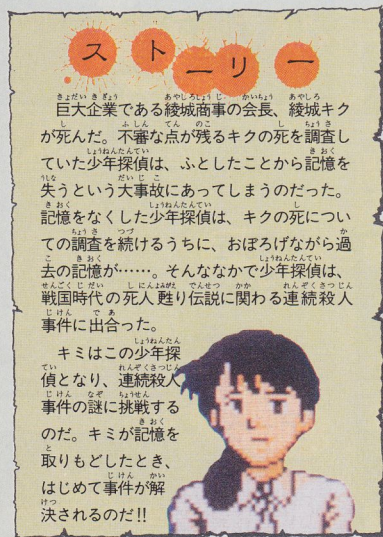 ストーリー
巨大企業である綾城商事の会長、綾城キク
が死んだ。不審な点が残るキクの死を調査し
ていた少年探偵は、ふとしたことから記憶を
失うという大事故にあってしまうのだった。
記憶をなくした少年探偵は、キクの死につい
ての調査を続けるうちに、おぼろげながら過
去の記憶が……。そんななかで少年探偵は、
戦国時代の死人甦り伝説に関わる連続殺人
事件に出合った。
キミはこの少年探
偵となり、連続殺人
事件の謎に挑戦する
のだ。キミが記憶を
取りもどしたとき、
はじめて事件が解
決されるのだ!!